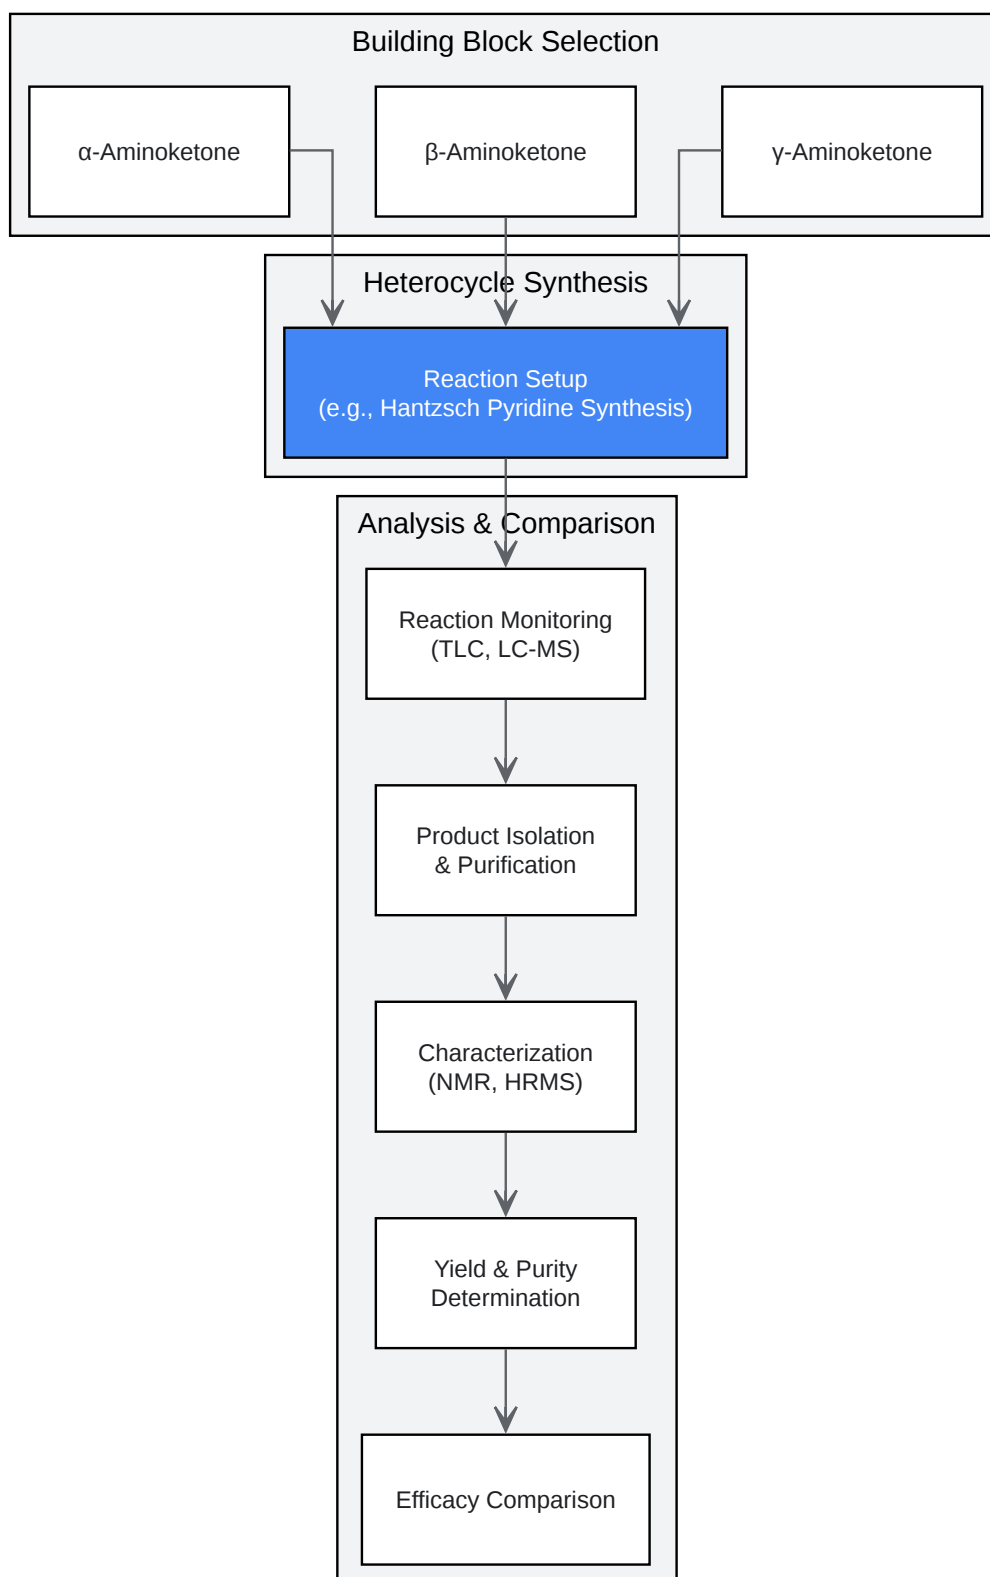 Building Block Selection
α-Aminoketone
β-Aminoketone
γ-Aminoketone
Heterocycle Synthesis
Reaction Setup
(e.g., Hantzsch Pyridine Synthesis)
Analysis & Comparison
Reaction Monitoring
(TLC, LC-MS)
Product Isolation
& Purification
Characterization
(NMR, HRMS)
Yield & Purity
Determination
Efficacy Comparison